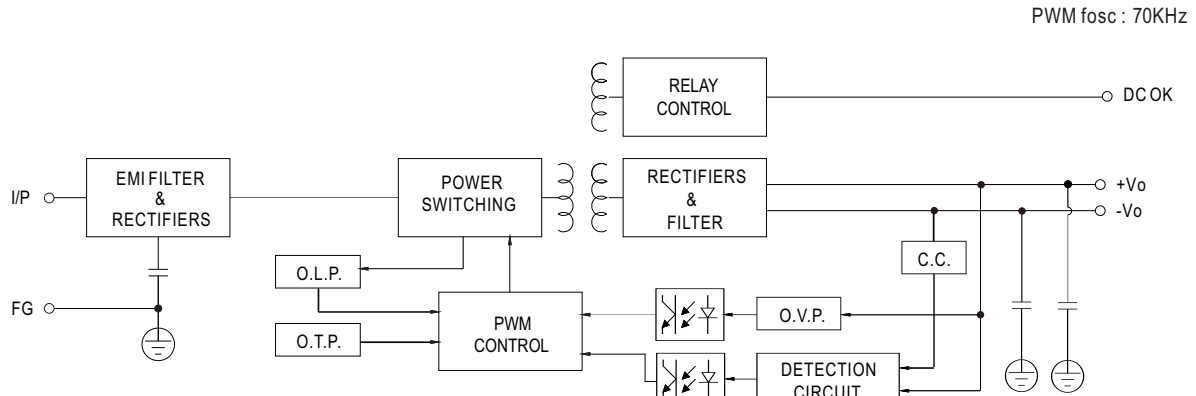 PWM fosc : 70KHz
RELAY
CONTROL
DC OK
I/P
EMI FILTER
&
RECTIFIERS
POWER
SWITCHING
RECTIFIERS
&
FILTER
+Vo
-Vo
C.C.
O.L.P.
FG
O.T.P.
PWM
CONTROL
O.V.P.
DETECTION
CIRCUIT